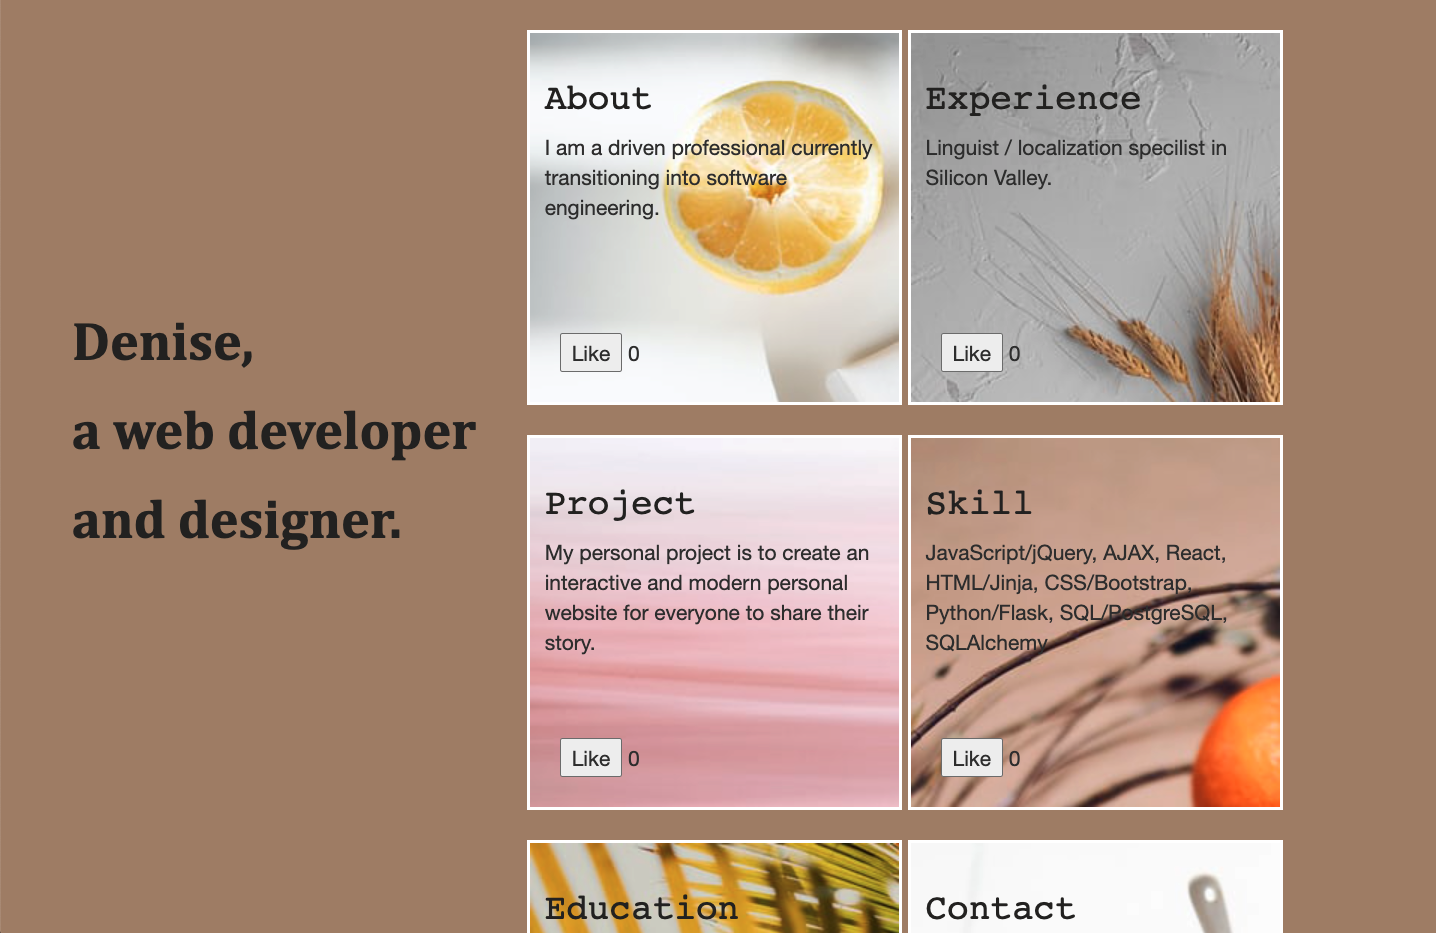 Denise,
a web developer
and designer.
About
I am a driven professional currently
transitioning into software
engineering.
Like 0
Experience
Linguist / localization specilist in
Silicon Valley.
Like 0
Project
My personal project is to create an
interactive and modern personal
website for everyone to share their
story.
Like 0
Skill
JavaScript/jQuery, AJAX, React,
HTML/Jinja, CSS/Bootstrap,
Python/Flask, SQL/PostgreSQL,
SQLAlchemy
Like 0
Education
Contact